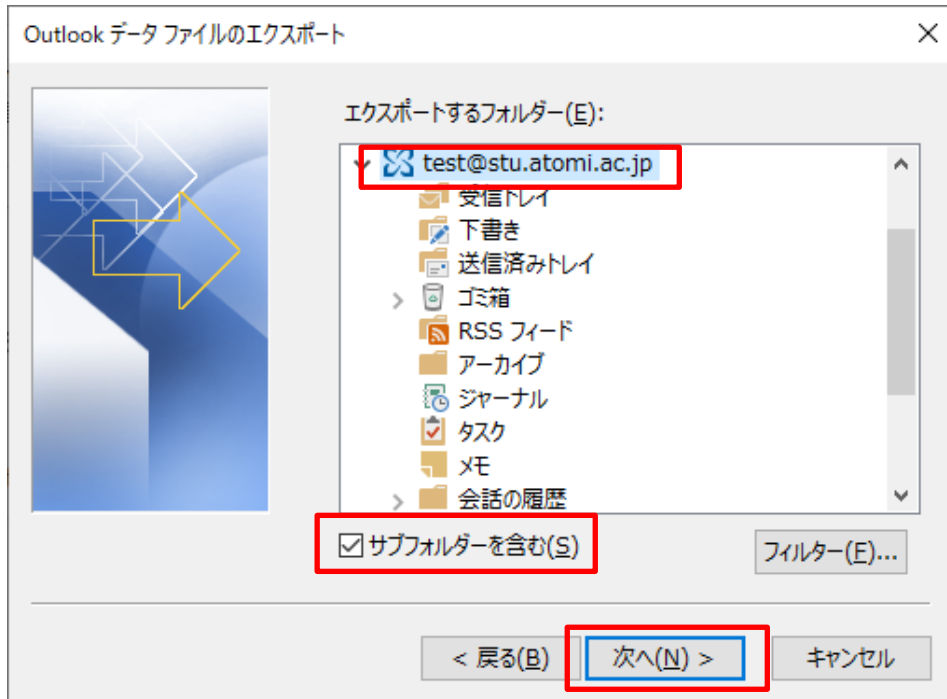 Outlook データ ファイルのエクスポート
エクスポートするフォルダー(E):
test@stu.atomi.ac.jp
受信トレイ
下書き
送信済みトレイ
ゴミ箱
RSS フィード
アーカイブ
ジャーナル
タスク
メモ
会話の履歴
サブフォルダーを含む(S)
フィルター(F)...
< 戻る(B)
次へ(N) >
キャンセル